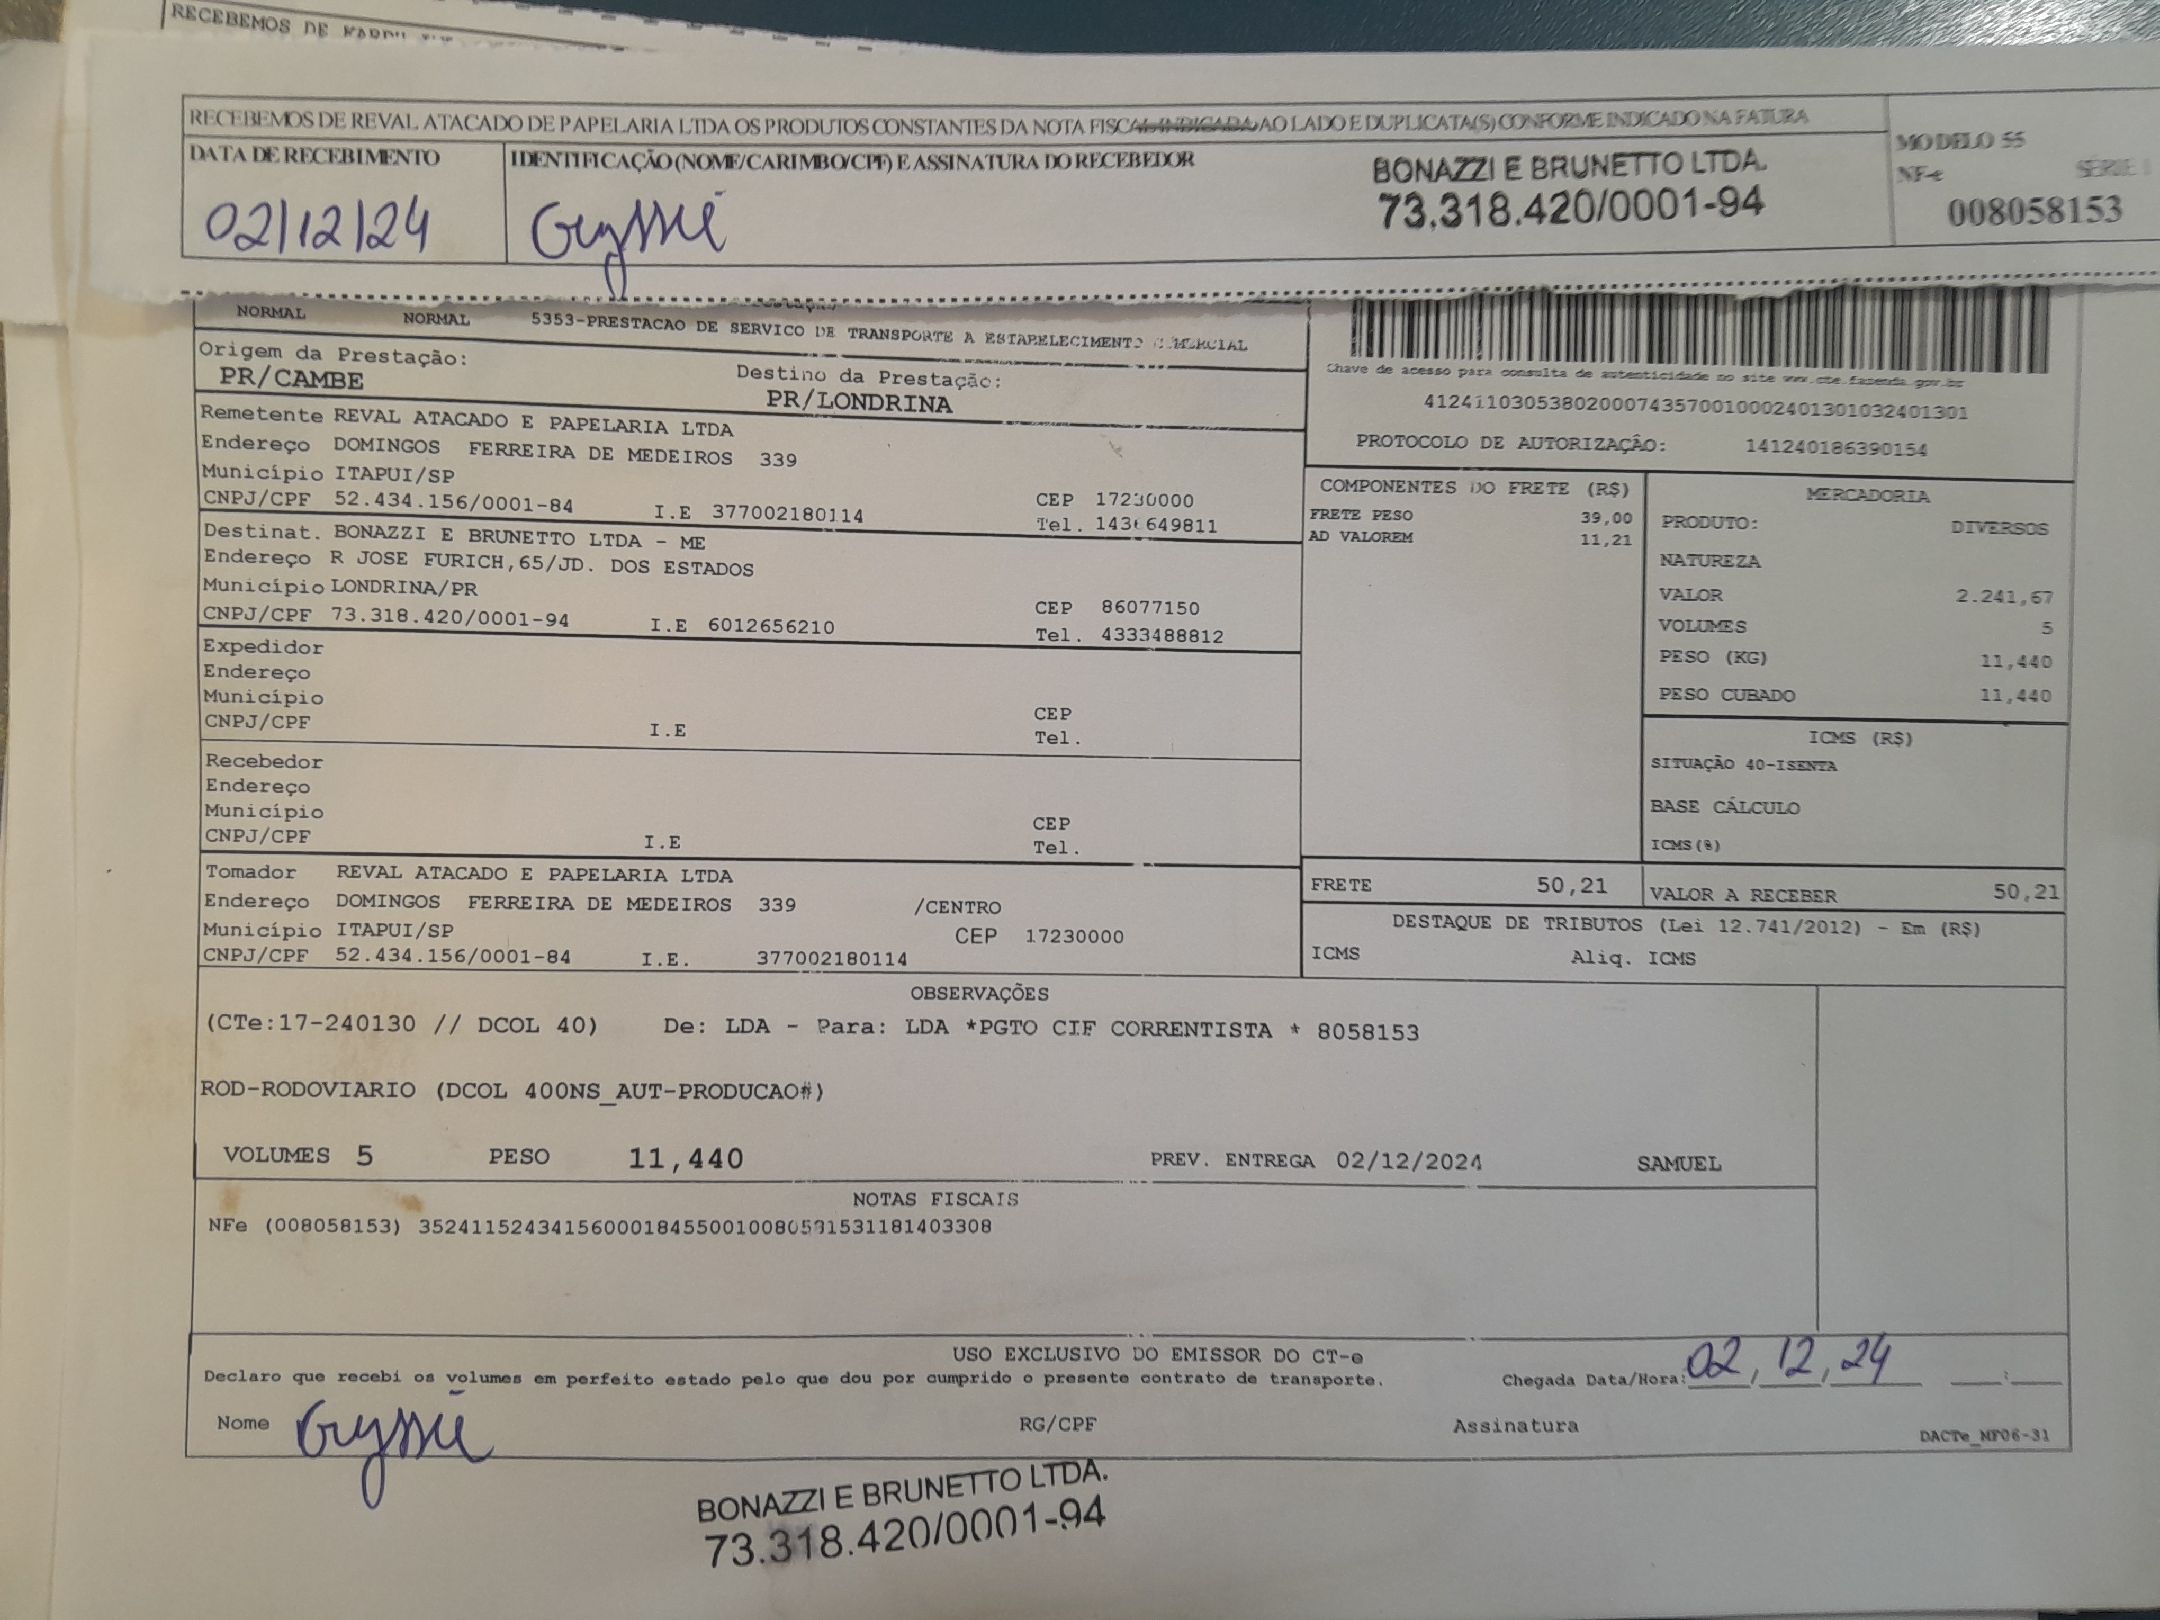 RECEBEMOS DE
RECEBEMOS DE REVAL ATACADO DE PAPELARIA LTDA OS PRODUTOS CONSTANTES DA NOTA FISCAL INDICADA AO LADO E DUPLICATA(S) CONFORME INDICADO NA FATURA
DATA DE RECEBIMENTO
IDENTIFICAÇÃO (NOME/CARIMBO/CPF) E ASSINATURA DO RECEBEDOR
BONAZZI E BRUNETTO LTDA.
73.318.420/0001-94
MODELO 55
NFe SERIE
008058153
02/12/24
NORMAL NORMAL 5353-PRESTACAO DE SERVICO DE TRANSPORTE A ESTABELECIMENTO COMERCIAL
Origem da Prestação:
PR/CAMBE
Destino da Prestação:
PR/LONDRINA
Chave de acesso para consulta de autenticidade no site www.cte.fazenda.gov.br
41241103053802000743570010002401301032401301
PROTOCOLO DE AUTORIZAÇÃO: 141240186390154
Remetente REVAL ATACADO E PAPELARIA LTDA
Endereço DOMINGOS FERREIRA DE MEDEIROS 339
Município ITAPUI/SP
CNPJ/CPF 52.434.156/0001-84 I.E 377002180114
CEP 17230000
Tel. 1436649811
Destinat. BONAZZI E BRUNETTO LTDA - ME
Endereço R JOSE FURICH,65/JD. DOS ESTADOS
Município LONDRINA/PR
CNPJ/CPF 73.318.420/0001-94 I.E 6012656210
CEP 86077150
Tel. 4333488812
Expedidor
Endereço
Município
CNPJ/CPF I.E
CEP
Tel.
Recebedor
Endereço
Município
CNPJ/CPF I.E
CEP
Tel.
Tomador REVAL ATACADO E PAPELARIA LTDA
Endereço DOMINGOS FERREIRA DE MEDEIROS 339 /CENTRO
Município ITAPUI/SP CEP 17230000
CNPJ/CPF 52.434.156/0001-84 I.E. 377002180114
COMPONENTES DO FRETE (R$)
FRETE PESO 39,00
AD VALOREM 11,21
MERCADORIA
PRODUTO: DIVERSOS
NATUREZA
VALOR 2.241,67
VOLUMES 5
PESO (KG) 11,440
PESO CUBADO 11,440
ICMS (R$)
SITUAÇÃO 40-ISENTA
BASE CÁLCULO
ICMS(%)
FRETE 50,21
VALOR A RECEBER 50,21
DESTAQUE DE TRIBUTOS (Lei 12.741/2012) - Em (R$)
ICMS Aliq. ICMS
OBSERVAÇÕES
(CTe:17-240130 // DCOL 40) De: LDA - Para: LDA *PGTO CIF CORRENTISTA * 8058153
ROD-RODOVIARIO (DCOL 400NS_AUT-PRODUCAO#)
VOLUMES 5 PESO 11,440 PREV. ENTREGA 02/12/2024 SAMUEL
NOTAS FISCAIS
NFe (008058153) 35241152434156000184550010080581531181403308
USO EXCLUSIVO DO EMISSOR DO CT-e
Declaro que recebi os volumes em perfeito estado pelo que dou por cumprido o presente contrato de transporte.
Chegada Data/Hora: 02/12/24 __:__
Nome
RG/CPF
Assinatura
DACTe_MF06-31
BONAZZI E BRUNETTO LTDA.
73.318.420/0001-94